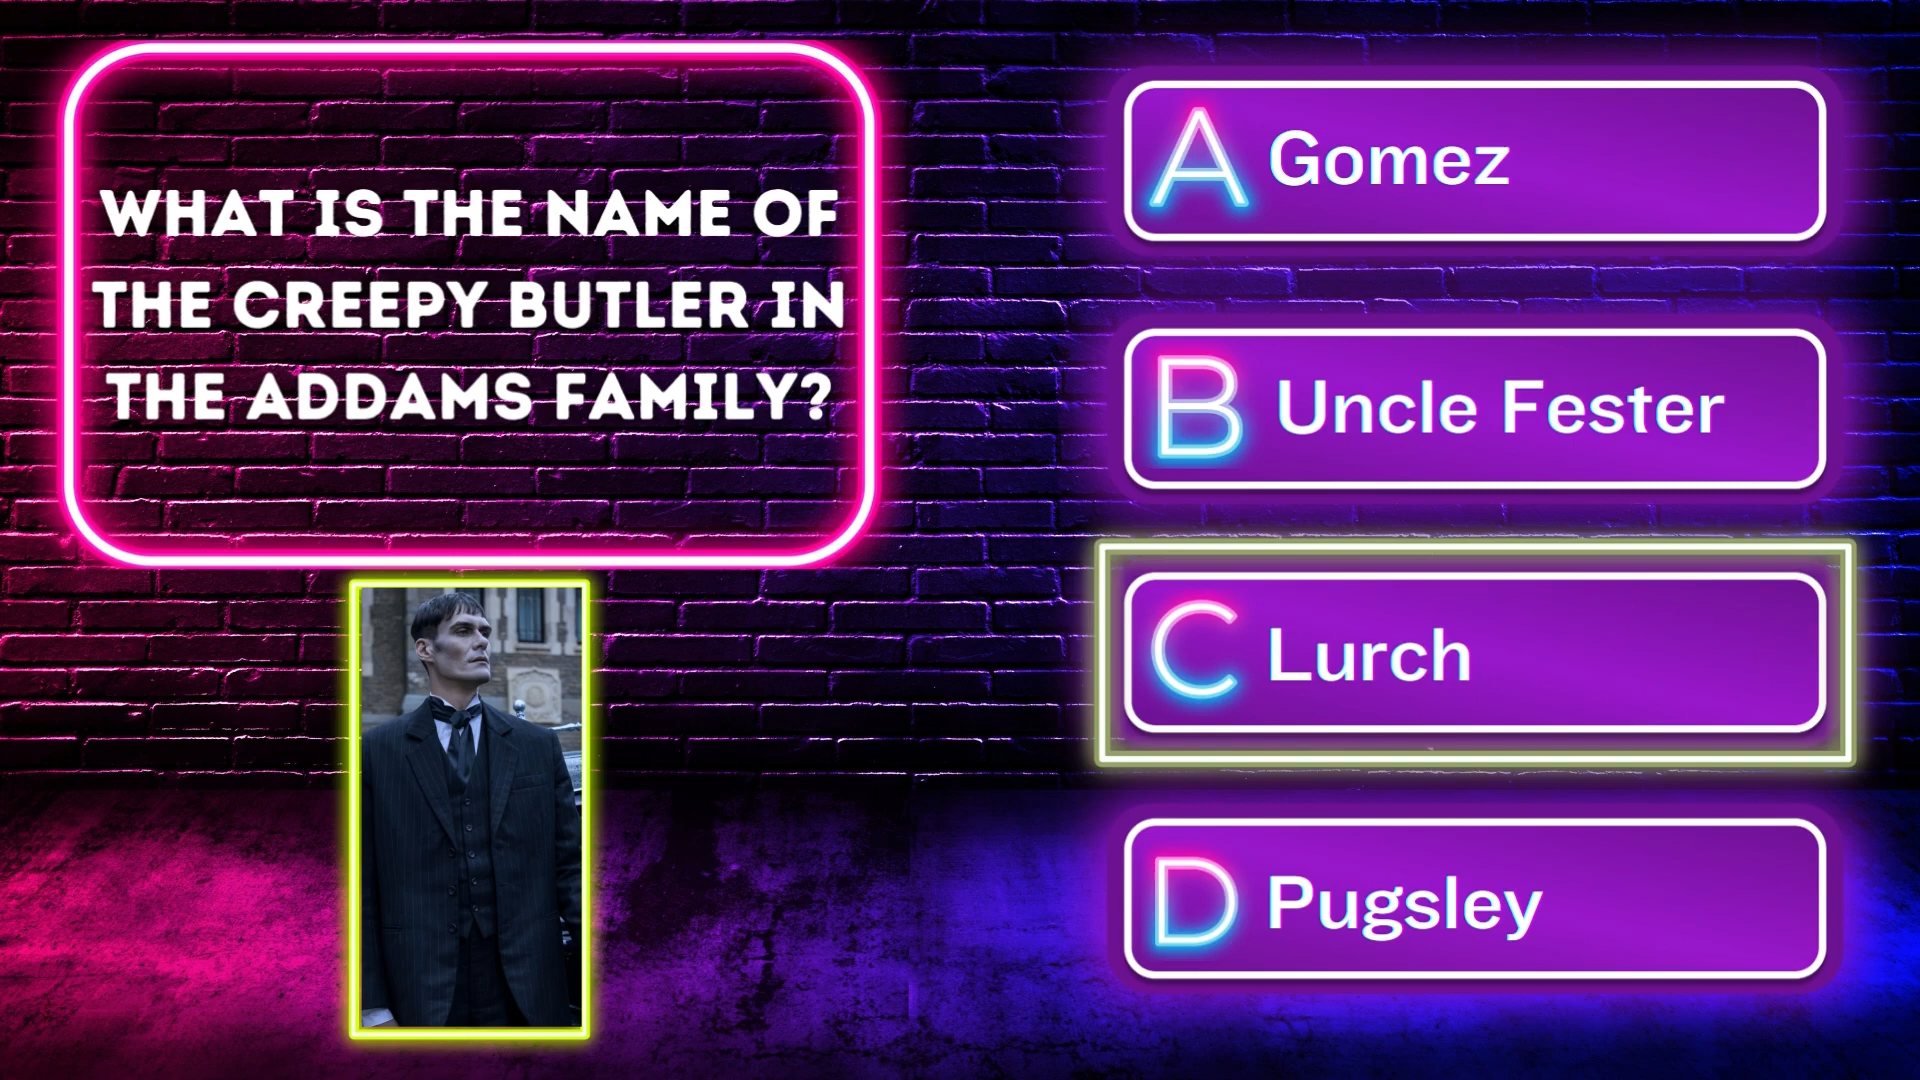 WHAT IS THE NAME OF
THE CREEPY BUTLER IN
THE ADDAMS FAMILY?
A Gomez
B Uncle Fester
C Lurch
D Pugsley